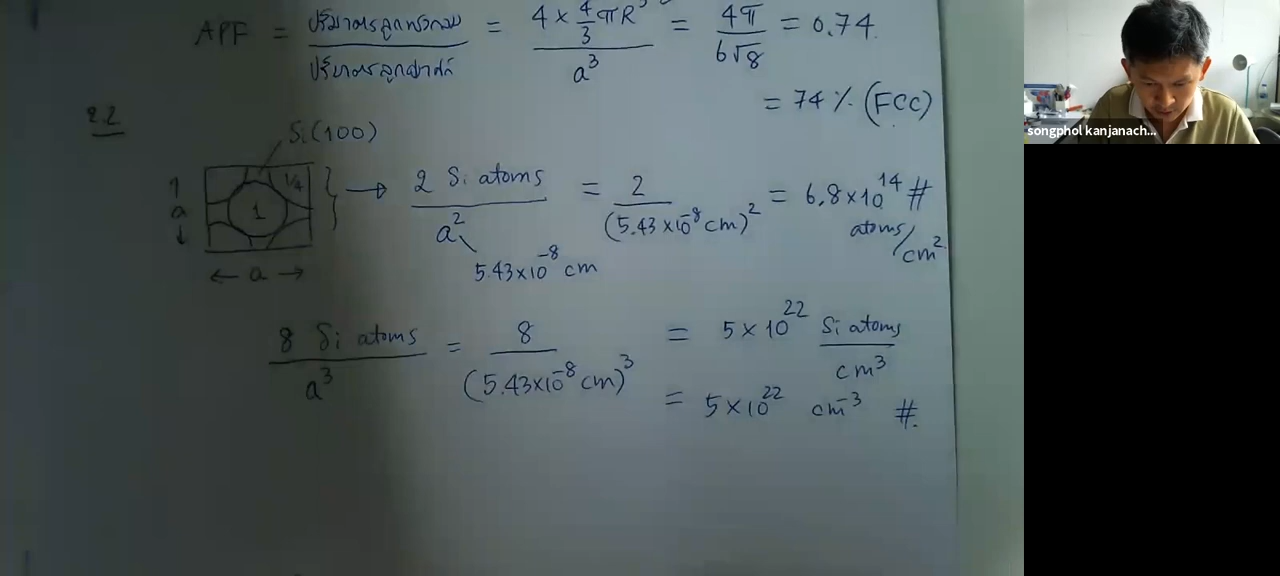 APF = ปริมาตรลูกทรงกลม / ปริมาตรลูกบาศก์ = 4 × 4/3 πR³ / a³ = 4π / 6√8 = 0.74
= 74 % (FCC)
2.2
Si (100)
1/4
1
a
← a →
→ 2 Si atoms / a² = 2 / (5.43 × 10⁻⁸ cm)² = 6.8 × 10¹⁴ #
atoms/cm²
5.43×10⁻⁸ cm
8 Si atoms / a³ = 8 / (5.43×10⁻⁸ cm)³ = 5 × 10²² Si atoms / cm³
= 5 × 10²² cm⁻³ #
songphol kanjanach...